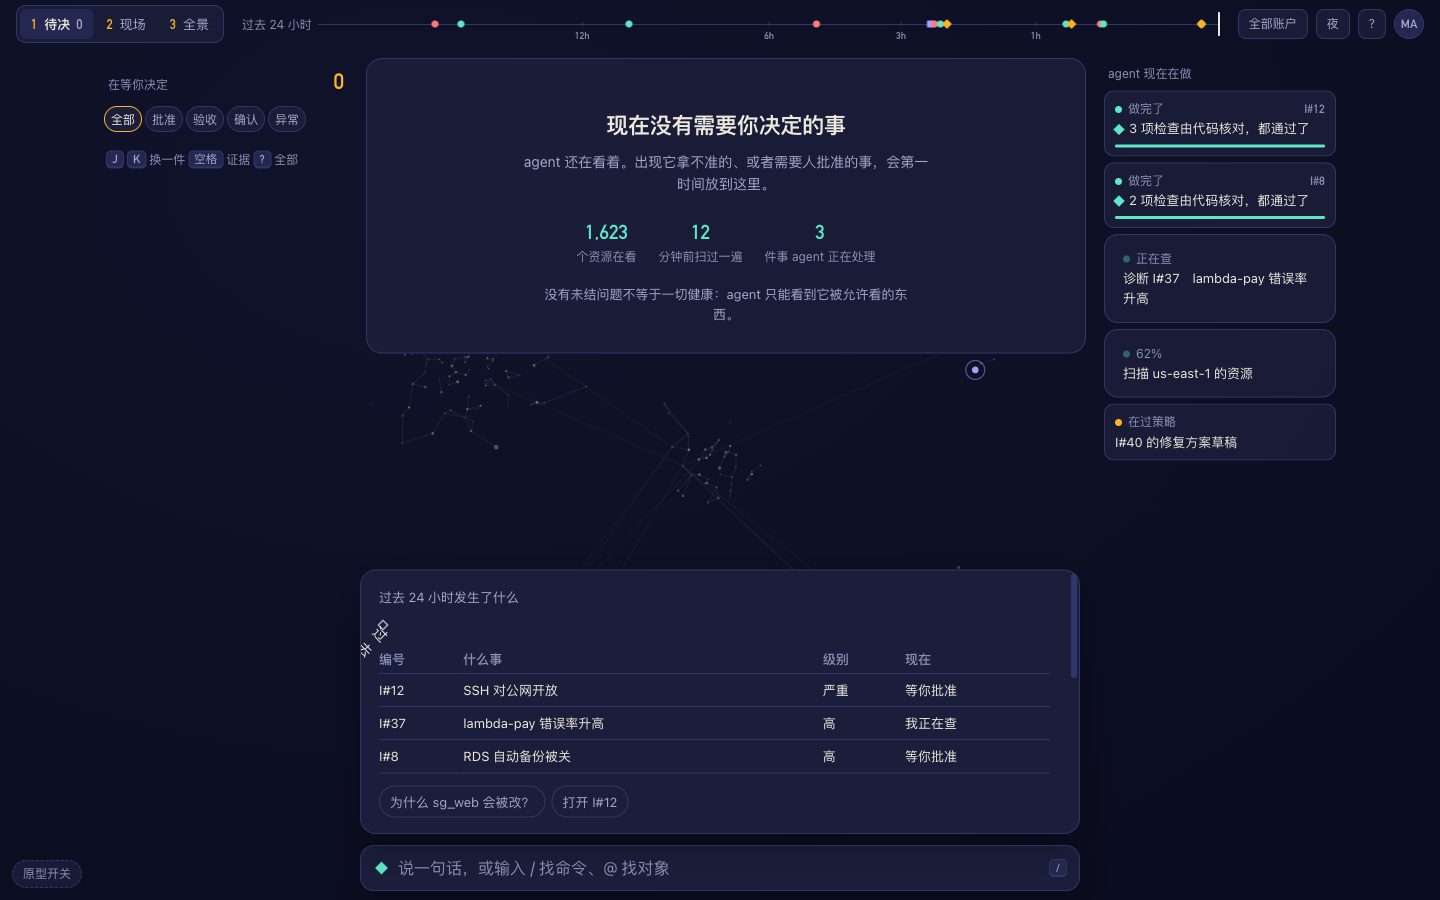 1 待决 0 2 现场 3 全景
过去 24 小时
12h 6h 3h 1h
全部账户 夜 ? MA
在等你决定 0
全部 批准 验收 确认 异常
J K 换一件 空格 证据 ? 全部
现在没有需要你决定的事
agent 还在看着。出现它拿不准的、或者需要人批准的事，会第一
时间放到这里。
1,623 12 3
个资源在看 分钟前扫过一遍 件事 agent 正在处理
没有未结问题不等于一切健康：agent 只能看到它被允许看的东
西。
agent 现在在做
做完了 I#12
3 项检查由代码核对，都通过了
做完了 I#8
2 项检查由代码核对，都通过了
正在查
诊断 I#37 lambda-pay 错误率
升高
62%
扫描 us-east-1 的资源
在过策略
I#40 的修复方案草稿
过去 24 小时发生了什么
过去
编号 什么事 级别 现在
I#12 SSH 对公网开放 严重 等你批准
I#37 lambda-pay 错误率升高 高 我正在查
I#8 RDS 自动备份被关 高 等你批准
为什么 sg_web 会被改? 打开 I#12
说一句话，或输入 / 找命令、@ 找对象 /
原型开关